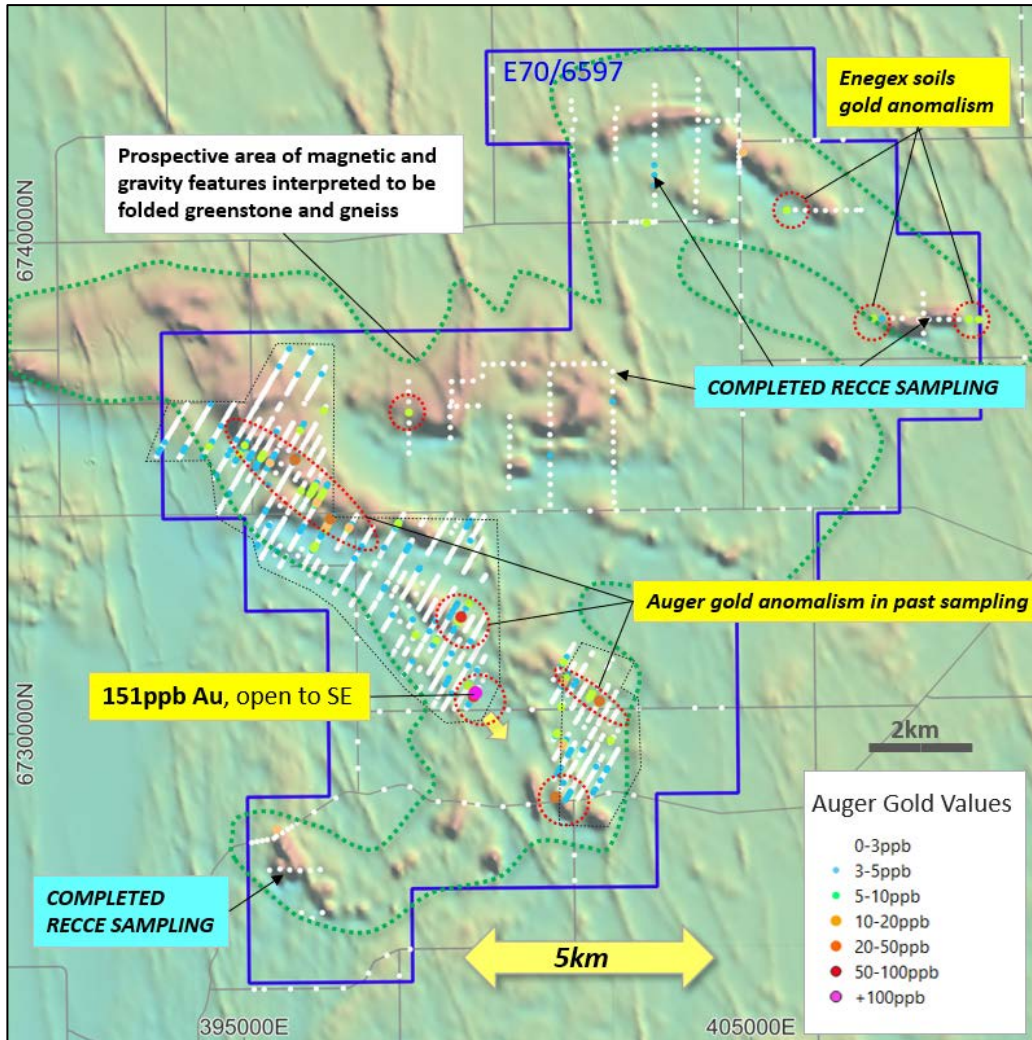 E70/6597
Enegex soils
gold anomalism
Prospective area of magnetic and
gravity features interpreted to be
folded greenstone and gneiss
6740000N
COMPLETED RECCE SAMPLING
Auger gold anomalism in past sampling
151ppb Au, open to SE
6730000N
2km
Auger Gold Values
0-3ppb
3-5ppb
5-10ppb
10-20ppb
20-50ppb
50-100ppb
+100ppb
COMPLETED
RECCE SAMPLING
5km
395000E
405000E